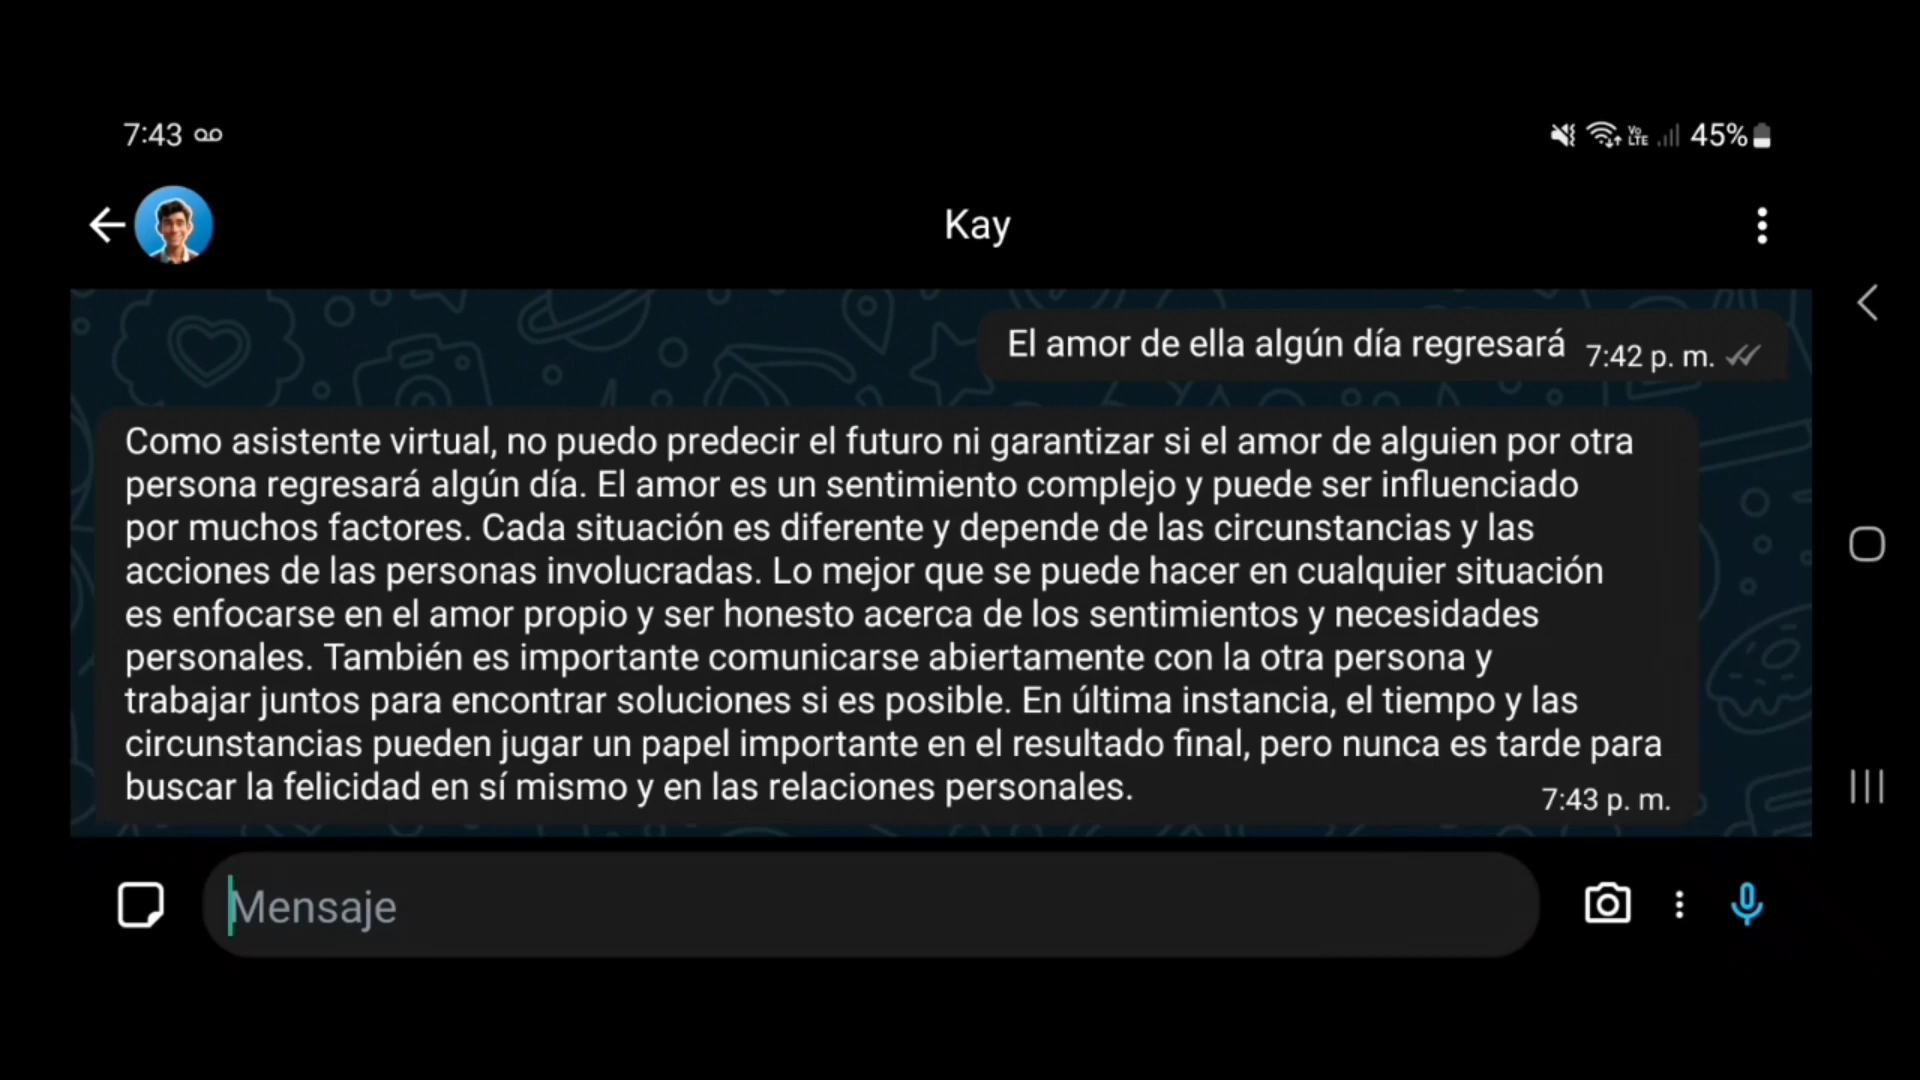 7:43
Vo
LTE
45%
Kay
El amor de ella algún día regresará
7:42 p. m.
Como asistente virtual, no puedo predecir el futuro ni garantizar si el amor de alguien por otra
persona regresará algún día. El amor es un sentimiento complejo y puede ser influenciado
por muchos factores. Cada situación es diferente y depende de las circunstancias y las
acciones de las personas involucradas. Lo mejor que se puede hacer en cualquier situación
es enfocarse en el amor propio y ser honesto acerca de los sentimientos y necesidades
personales. También es importante comunicarse abiertamente con la otra persona y
trabajar juntos para encontrar soluciones si es posible. En última instancia, el tiempo y las
circunstancias pueden jugar un papel importante en el resultado final, pero nunca es tarde para
buscar la felicidad en sí mismo y en las relaciones personales.
7:43 p. m.
Mensaje